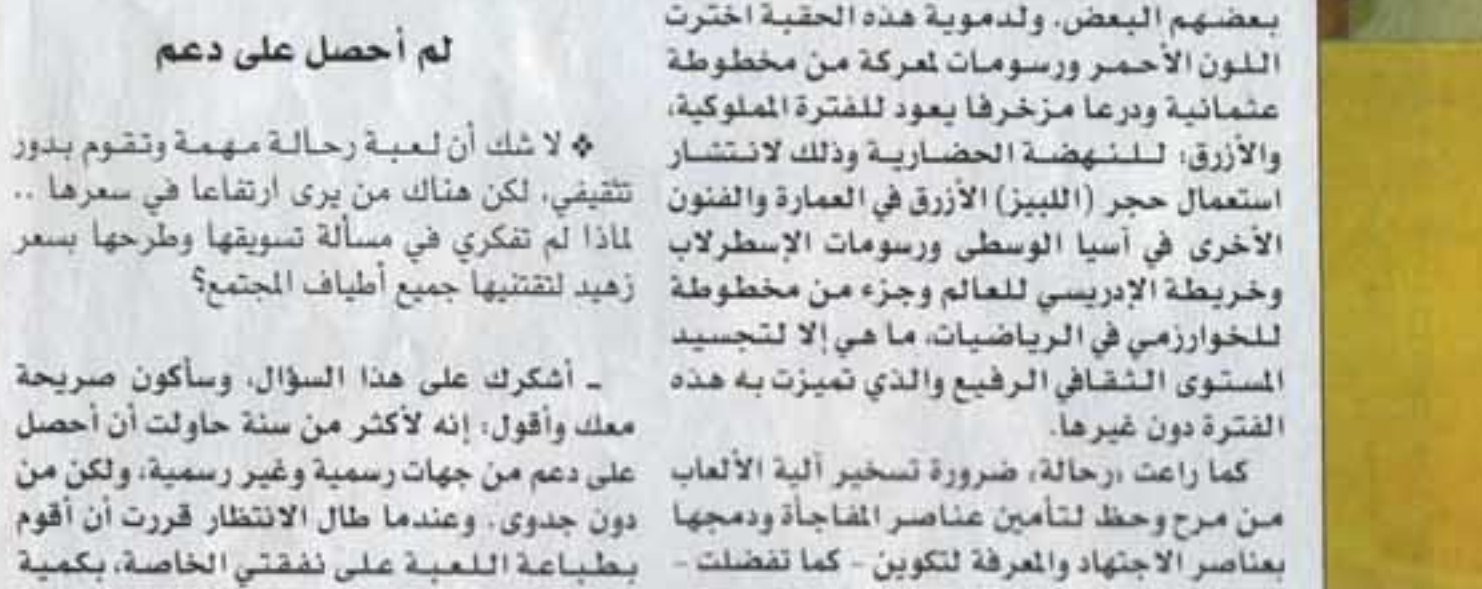 بعضهم البعض. ولدموية هذه الحقبة اخترت
اللون الأحمر ورسومات لمعركة من مخطوطة
عثمانية ودرعا مزخرفا يعود للفترة المملوكية،
والأزرق: للنهضة الحضارية وذلك لانتشار
استعمال حجر (اللبيز) الأزرق في العمارة والفنون
الأخرى في آسيا الوسطى ورسومات الإسطرلاب
وخريطة الإدريسي للعالم وجزء من مخطوطة
للخوارزمي في الرياضيات، ما هي إلا لتجسيد
المستوى الثقافي الرفيع والذي تميزت به هذه
الفترة دون غيرها.
كما راعت «رحالة» ضرورة تسخير آلية الألعاب
من مرح وحظ لتأمين عناصر المفاجأة ودمجها
بعناصر الاجتهاد والمعرفة لتكوين - كما تفضلت -
لم أحصل على دعم
❖ لا شك أن لعبة رحالة مهمة وتقوم بدور
تثقيفي، لكن هناك من يرى ارتفاعا في سعرها ..
لماذا لم تفكري في مسألة تسويقها وطرحها بسعر
زهيد لتقتنيها جميع أطياف المجتمع؟
ـ أشكرك على هذا السؤال، وسأكون صريحة
معك وأقول: إنه لأكثر من سنة حاولت أن أحصل
على دعم من جهات رسمية وغير رسمية، ولكن من
دون جدوى. وعندما طال الانتظار قررت أن أقوم
بطباعة اللعبة على نفقتي الخاصة، بكمية